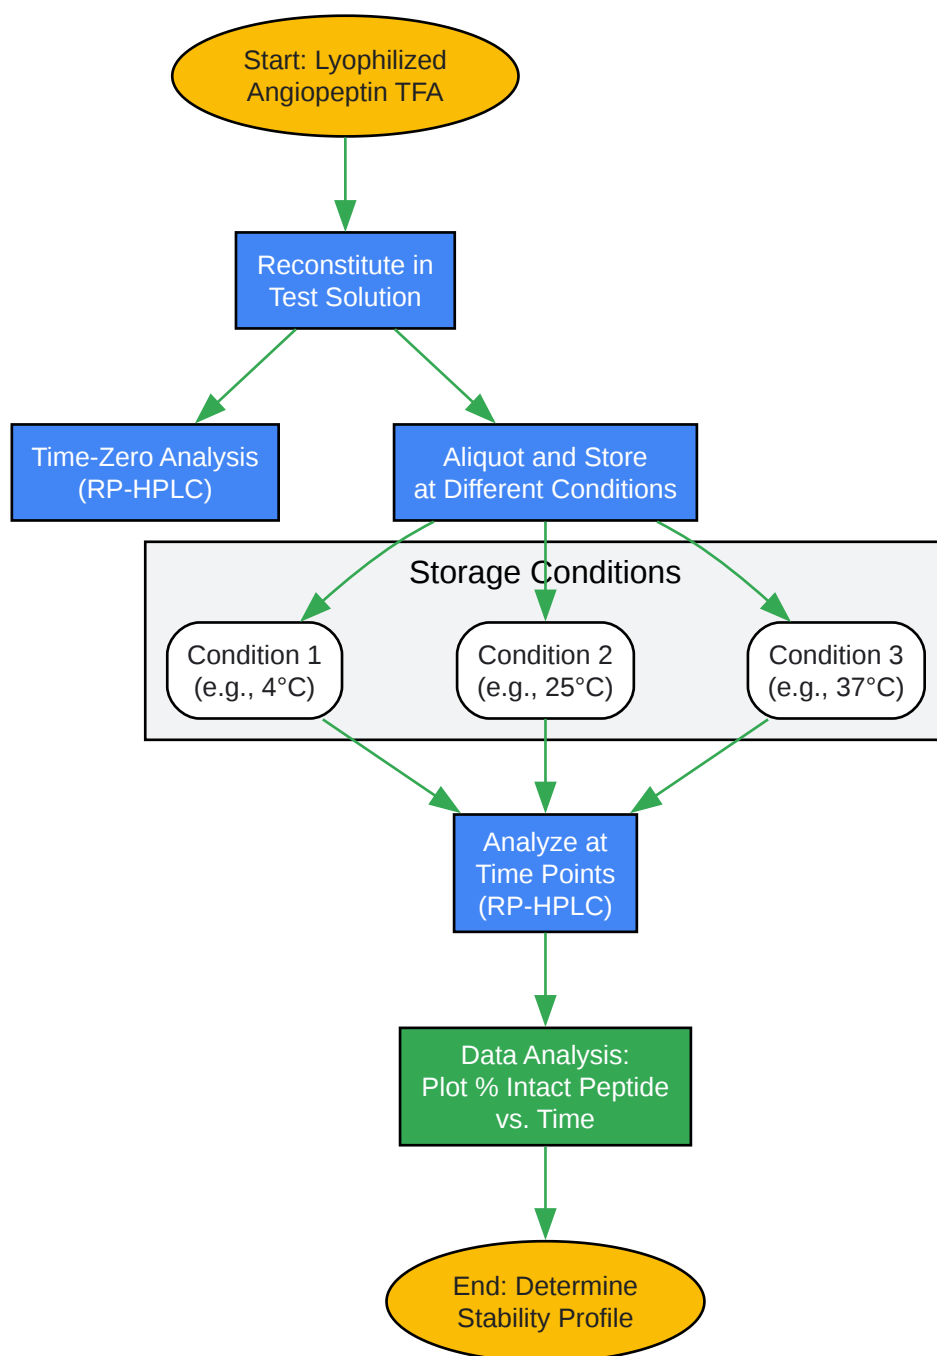 Start: Lyophilized
Angiopeptin TFA
Reconstitute in
Test Solution
Time-Zero Analysis
(RP-HPLC)
Aliquot and Store
at Different Conditions
Storage Conditions
Condition 1
(e.g., 4°C)
Condition 2
(e.g., 25°C)
Condition 3
(e.g., 37°C)
Analyze at
Time Points
(RP-HPLC)
Data Analysis:
Plot % Intact Peptide
vs. Time
End: Determine
Stability Profile